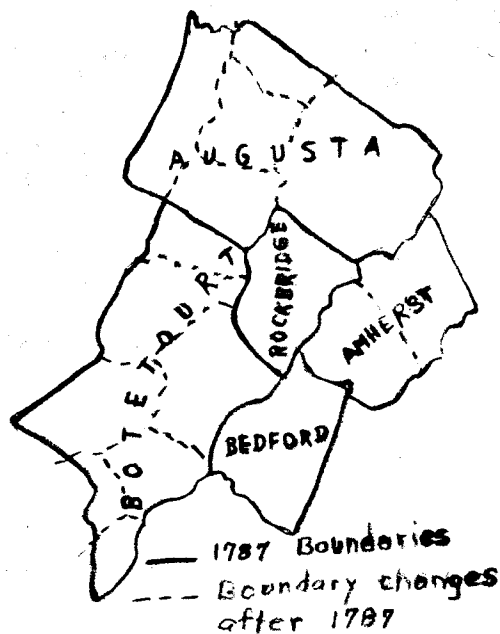 AUGUSTA
ROCKBRIDGE
BOTETOURT
AMHERST
BEDFORD
1787 Boundaries
Boundary changes
after 1787